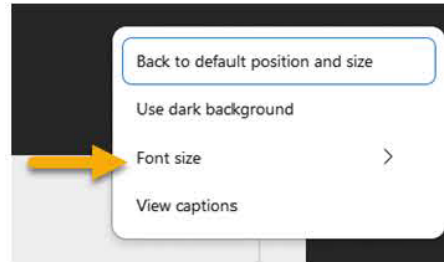 Back to default position and size
Use dark background
Font size
View captions